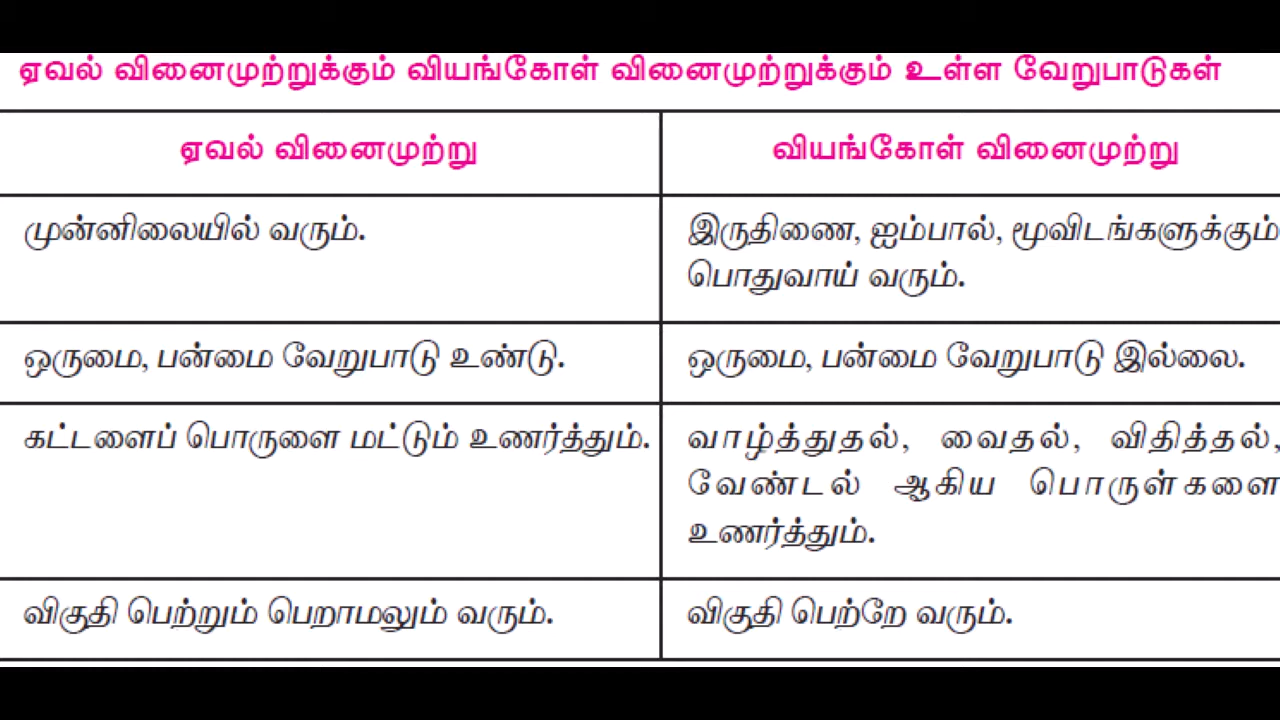 ஏவல் வினைமுற்றுக்கும் வியங்கோள் வினைமுற்றுக்கும் உள்ள வேறுபாடுகள்
ஏவல் வினைமுற்று
வியங்கோள் வினைமுற்று
முன்னிலையில் வரும்.
இருதிணை, ஐம்பால், மூவிடங்களுக்கும்
பொதுவாய் வரும்.
ஒருமை, பன்மை வேறுபாடு உண்டு.
ஒருமை, பன்மை வேறுபாடு இல்லை.
கட்டளைப் பொருளை மட்டும் உணர்த்தும்.
வாழ்த்துதல், வைதல், விதித்தல்,
வேண்டல் ஆகிய பொருள்களை
உணர்த்தும்.
விகுதி பெற்றும் பெறாமலும் வரும்.
விகுதி பெற்றே வரும்.